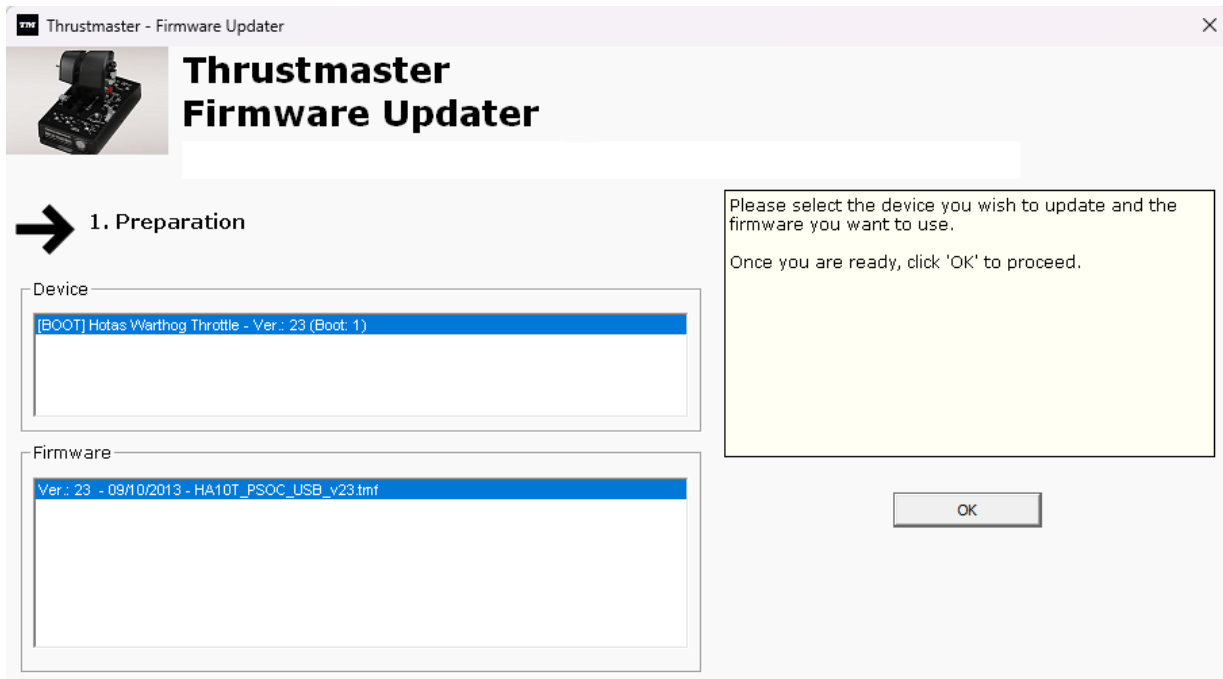 Thrustmaster - Firmware Updater
Thrustmaster
Firmware Updater
1. Preparation
Please select the device you wish to update and the
firmware you want to use.
Once you are ready, click 'OK' to proceed.
Device
[BOOT] Hotas Warthog Throttle - Ver.: 23 (Boot: 1)
Firmware
Ver.: 23 - 09/10/2013 - HA10T_PSOC_USB_v23.tmf
OK